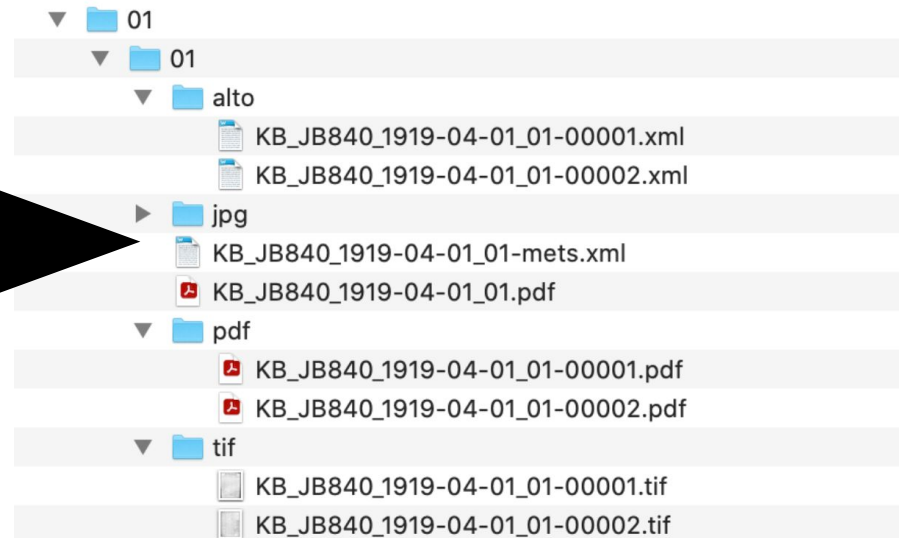 01
01
alto
KB_JB840_1919-04-01_01-00001.xml
KB_JB840_1919-04-01_01-00002.xml
jpg
KB_JB840_1919-04-01_01-mets.xml
KB_JB840_1919-04-01_01.pdf
pdf
KB_JB840_1919-04-01_01-00001.pdf
KB_JB840_1919-04-01_01-00002.pdf
tif
KB_JB840_1919-04-01_01-00001.tif
KB_JB840_1919-04-01_01-00002.tif